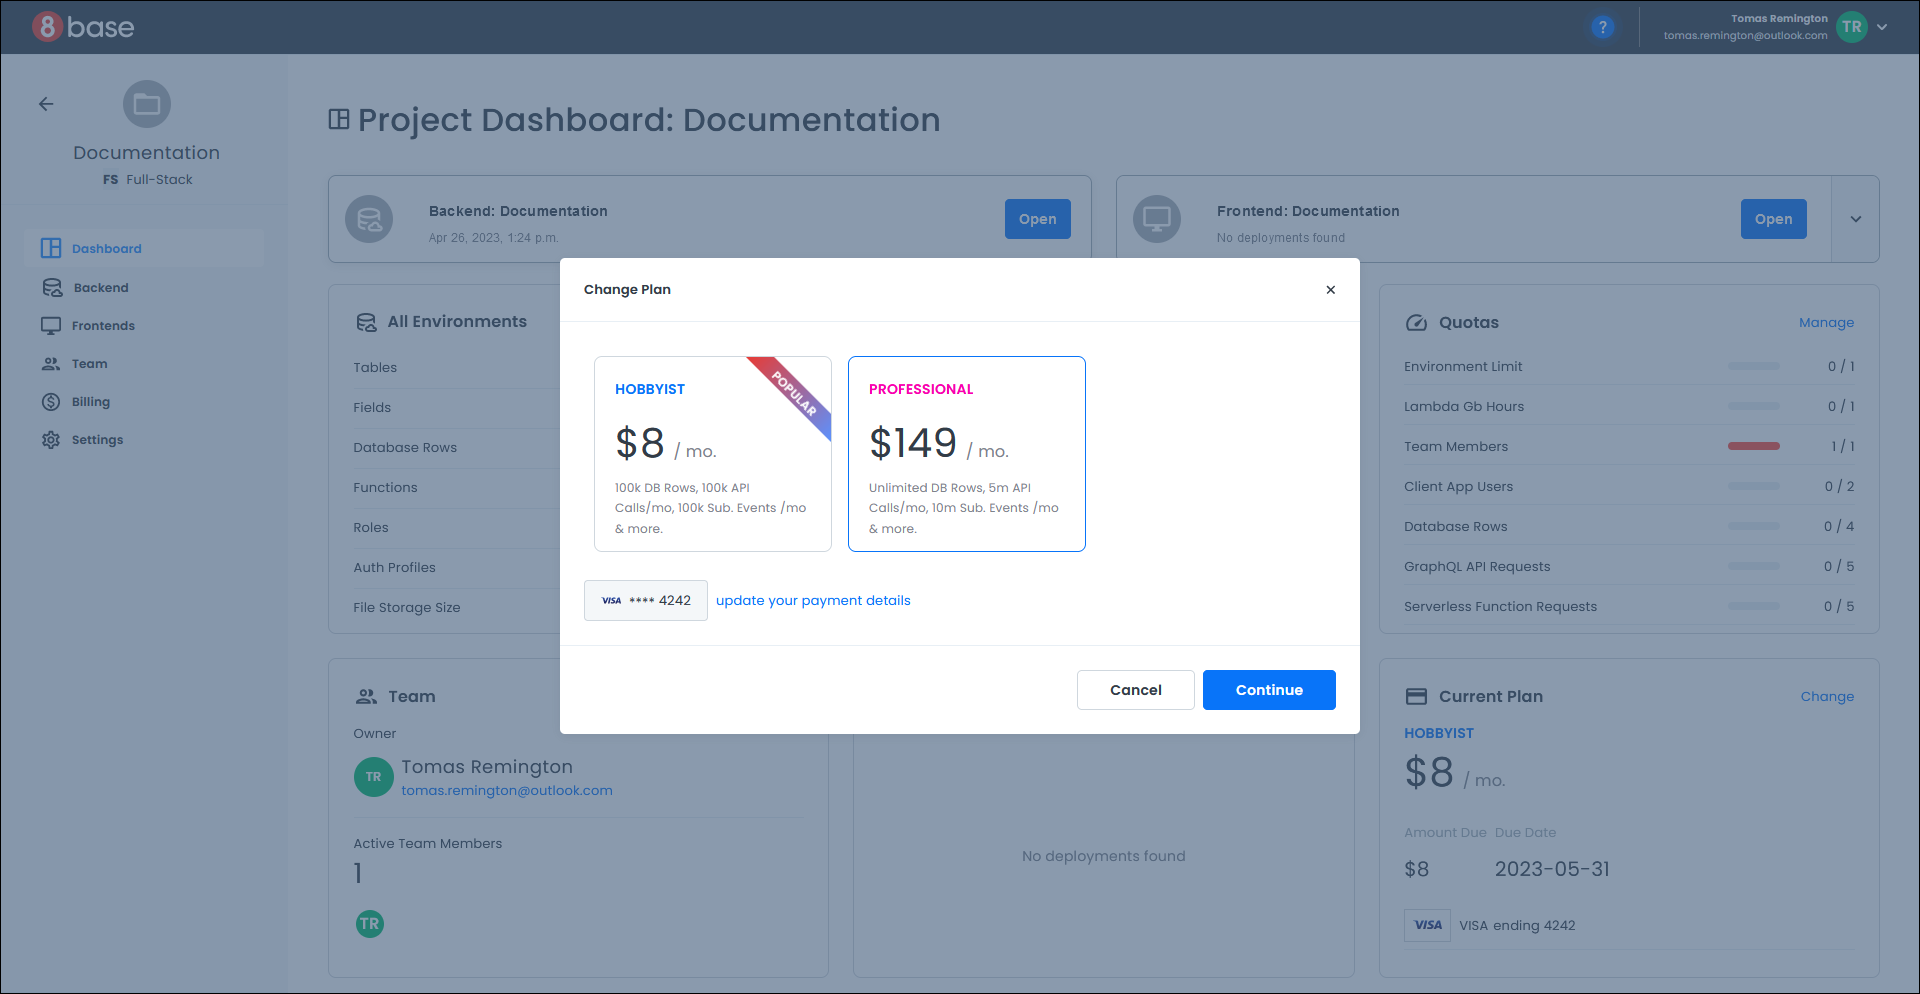 8base
?
Tomas Remington
tomas.remington@outlook.com
TR
Documentation
FS Full-Stack
Dashboard
Backend
Frontends
Team
Billing
Settings
Project Dashboard: Documentation
Backend: Documentation
Apr 26, 2023, 1:24 p.m.
Open
Frontend: Documentation
No deployments found
Open
All Environments
Tables
Fields
Database Rows
Functions
Roles
Auth Profiles
File Storage Size
Change Plan
×
HOBBYIST
POPULAR
$8 / mo.
100k DB Rows, 100k API
Calls/mo, 100k Sub. Events /mo
& more.
PROFESSIONAL
$149 / mo.
Unlimited DB Rows, 5m API
Calls/mo, 10m Sub. Events /mo
& more.
VISA **** 4242 update your payment details
Cancel
Continue
Quotas
Manage
Environment Limit 0 / 1
Lambda Gb Hours 0 / 1
Team Members 1 / 1
Client App Users 0 / 2
Database Rows 0 / 4
GraphQL API Requests 0 / 5
Serverless Function Requests 0 / 5
Team
Owner
TR
Tomas Remington
tomas.remington@outlook.com
Active Team Members
1
TR
No deployments found
Current Plan
Change
HOBBYIST
$8 / mo.
Amount Due Due Date
$8 2023-05-31
VISA VISA ending 4242